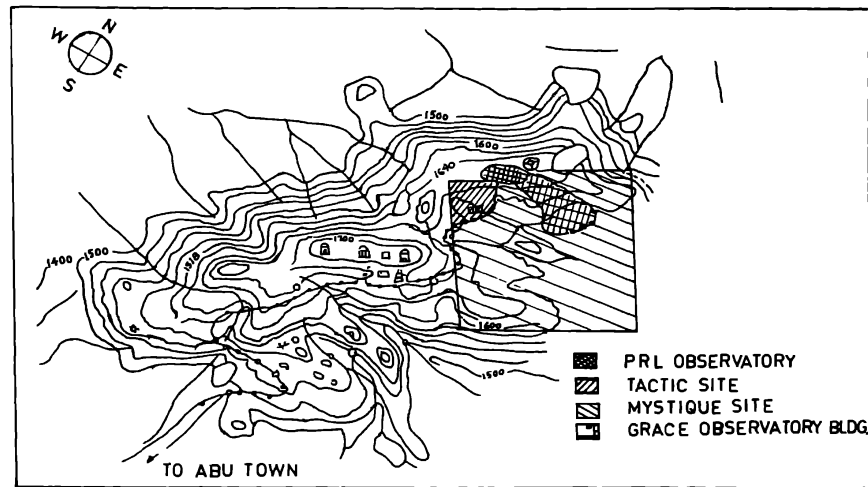 N
W
E
S
1500
1600
1640
1700
1518
1500
1400
1600
1500
PRL OBSERVATORY
TACTIC SITE
MYSTIQUE SITE
GRACE OBSERVATORY BLDG
TO ABU TOWN